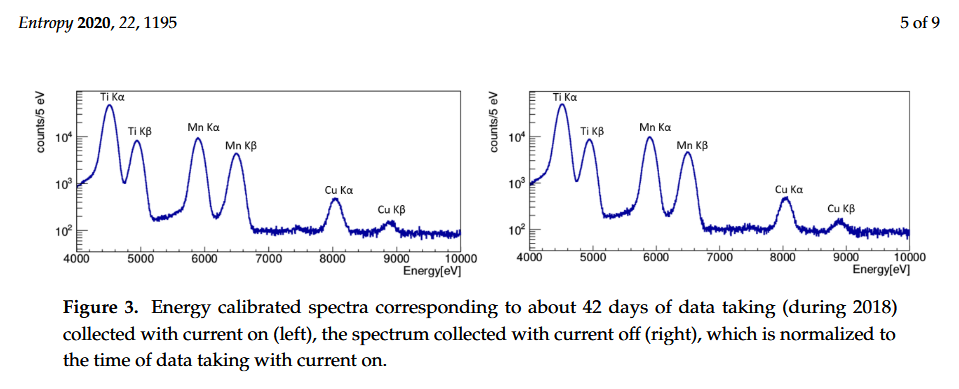 Entropy 2020, 22, 1195
5 of 9
counts/5 eV
10⁴
10³
10²
Ti Kα
Ti Kβ
Mn Kα
Mn Kβ
Cu Kα
Cu Kβ
4000 5000 6000 7000 8000 9000 10000
Energy[eV]
counts/5 eV
10⁴
10³
10²
Ti Kα
Ti Kβ
Mn Kα
Mn Kβ
Cu Kα
Cu Kβ
4000 5000 6000 7000 8000 9000 10000
Energy[eV]
Figure 3. Energy calibrated spectra corresponding to about 42 days of data taking (during 2018)
collected with current on (left), the spectrum collected with current off (right), which is normalized to
the time of data taking with current on.